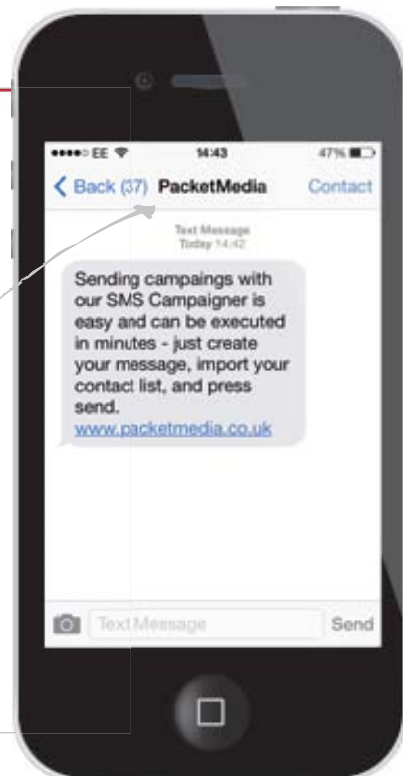 EE 14:43 47%
Back (37) PacketMedia Contact
Text Message
Today 14:42
Sending campaings with
our SMS Campaigner is
easy and can be executed
in minutes - just create
your message, import your
contact list, and press
send.
www.packetmedia.co.uk
Text Message Send